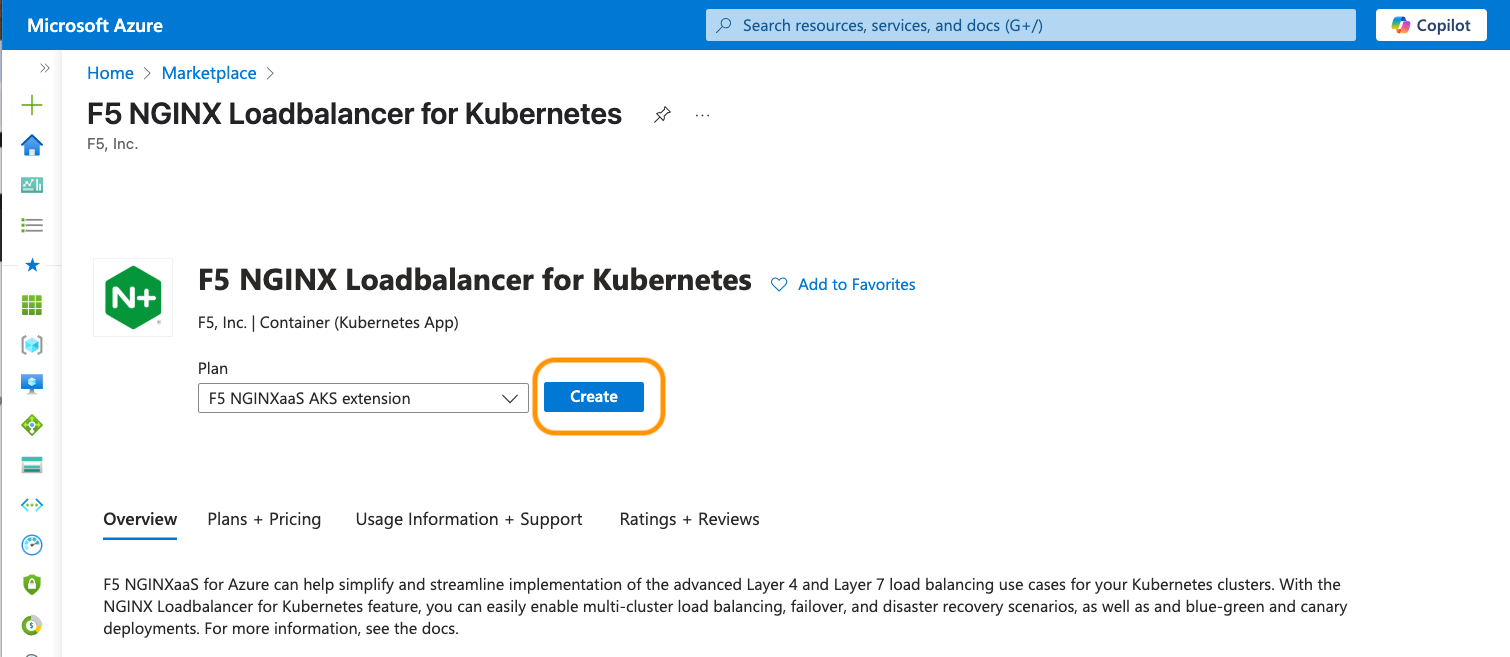 Microsoft Azure
Search resources, services, and docs (G+/)
Copilot
Home > Marketplace >
F5 NGINX Loadbalancer for Kubernetes
F5, Inc.
N+
F5 NGINX Loadbalancer for Kubernetes
Add to Favorites
F5, Inc. | Container (Kubernetes App)
Plan
F5 NGINXaaS AKS extension
Create
Overview
Plans + Pricing
Usage Information + Support
Ratings + Reviews
F5 NGINXaaS for Azure can help simplify and streamline implementation of the advanced Layer 4 and Layer 7 load balancing use cases for your Kubernetes clusters. With the
NGINX Loadbalancer for Kubernetes feature, you can easily enable multi-cluster load balancing, failover, and disaster recovery scenarios, as well as and blue-green and canary
deployments. For more information, see the docs.